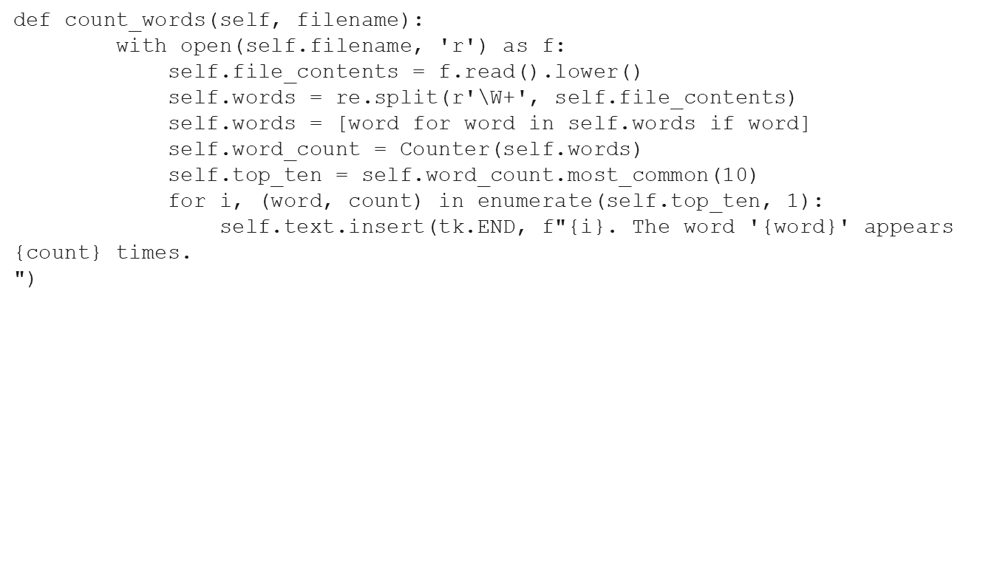 def count_words(self, filename):
        with open(self.filename, 'r') as f:
            self.file_contents = f.read().lower()
            self.words = re.split(r'\W+', self.file_contents)
            self.words = [word for word in self.words if word]
            self.word_count = Counter(self.words)
            self.top_ten = self.word_count.most_common(10)
            for i, (word, count) in enumerate(self.top_ten, 1):
                self.text.insert(tk.END, f"{i}. The word '{word}' appears
{count} times.
")